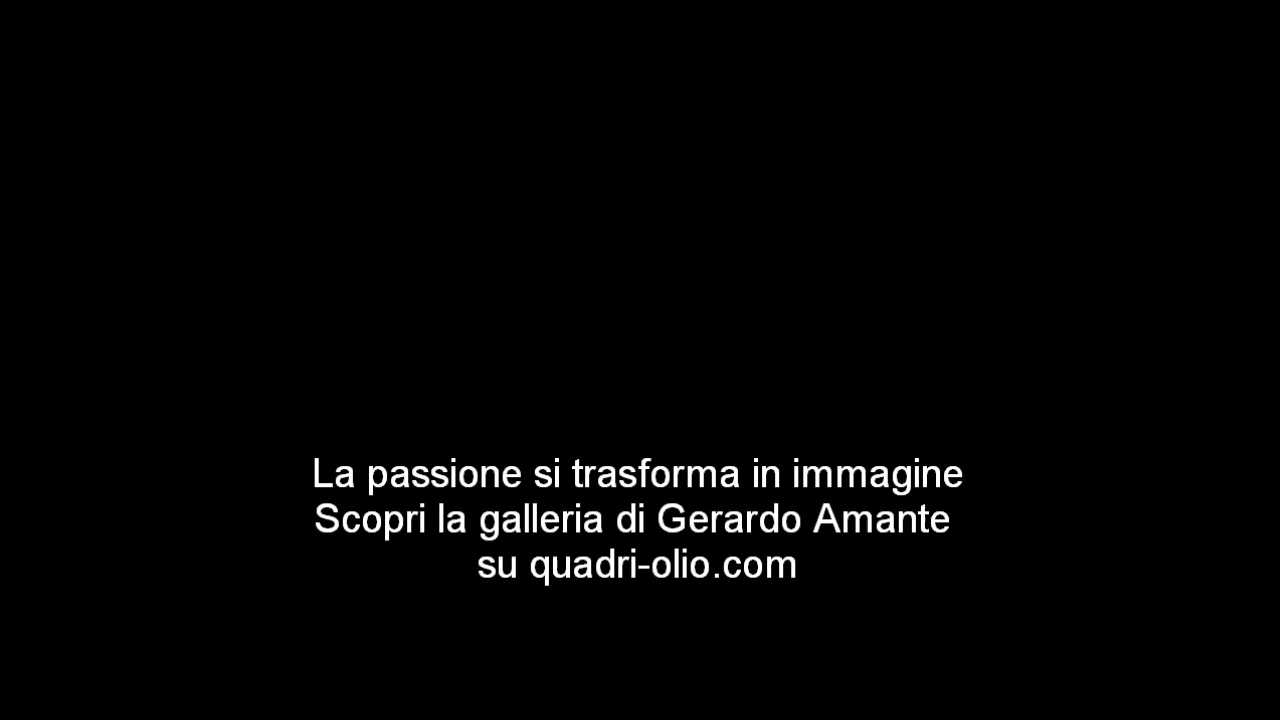 La passione si trasforma in immagine
Scopri la galleria di Gerardo Amante
su quadri-olio.com